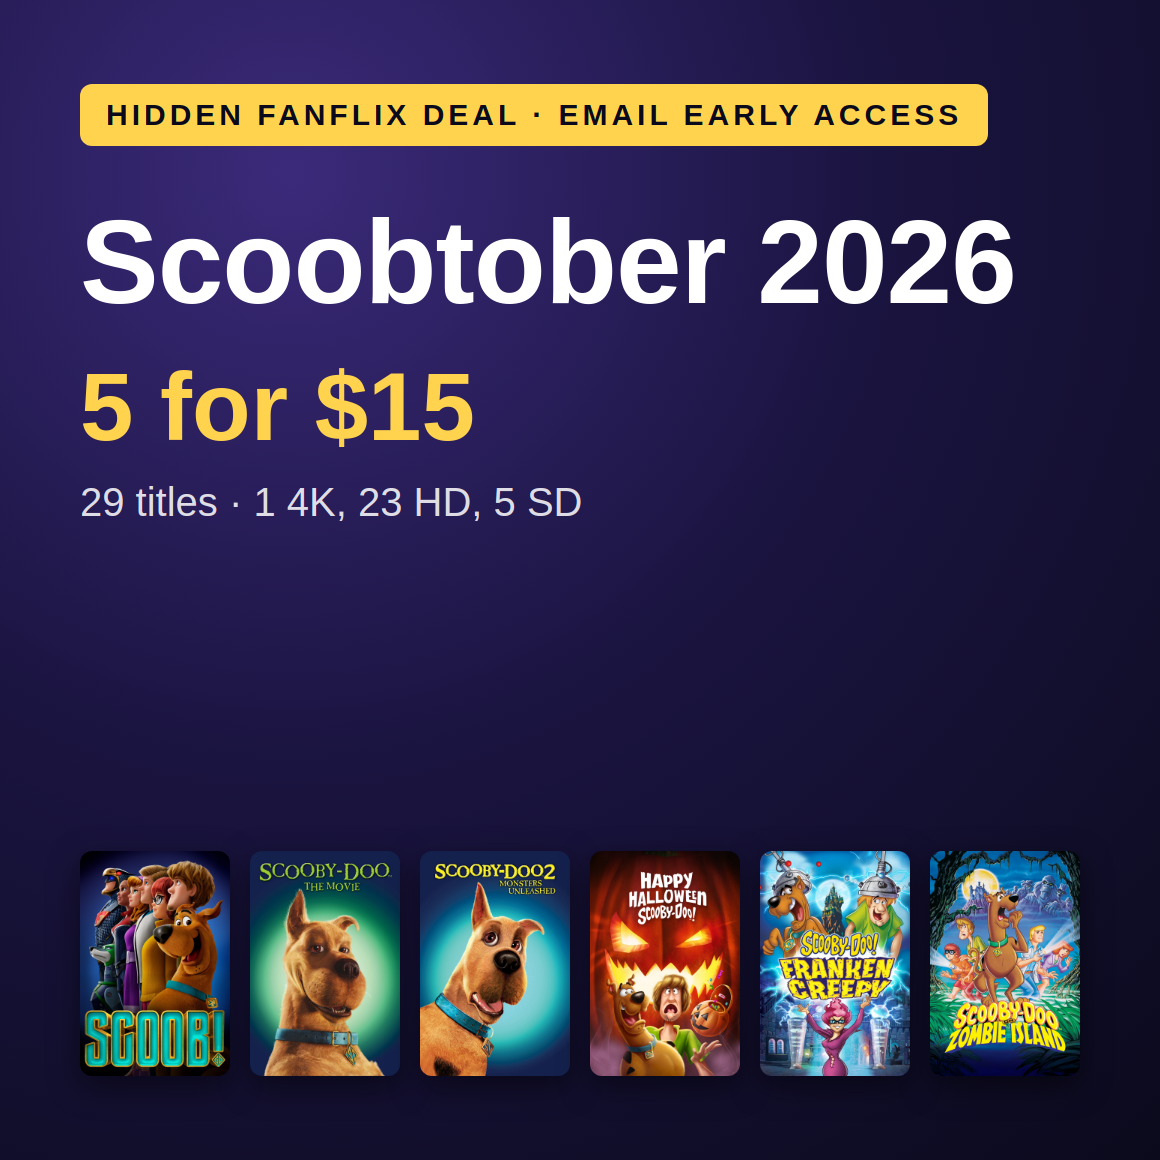 HIDDEN FANFLIX DEAL · EMAIL EARLY ACCESS
Scoobtober 2026
5 for $15
29 titles · 1 4K, 23 HD, 5 SD
SCOOB!
SCOOBY-DOO
THE MOVIE
SCOOBY-DOO 2
MONSTERS
UNLEASHED
HAPPY
HALLOWEEN
SCOOBY-DOO!
SCOOBY-DOO!
FRANKEN
CREEPY
SCOOBY-DOO
ZOMBIE ISLAND